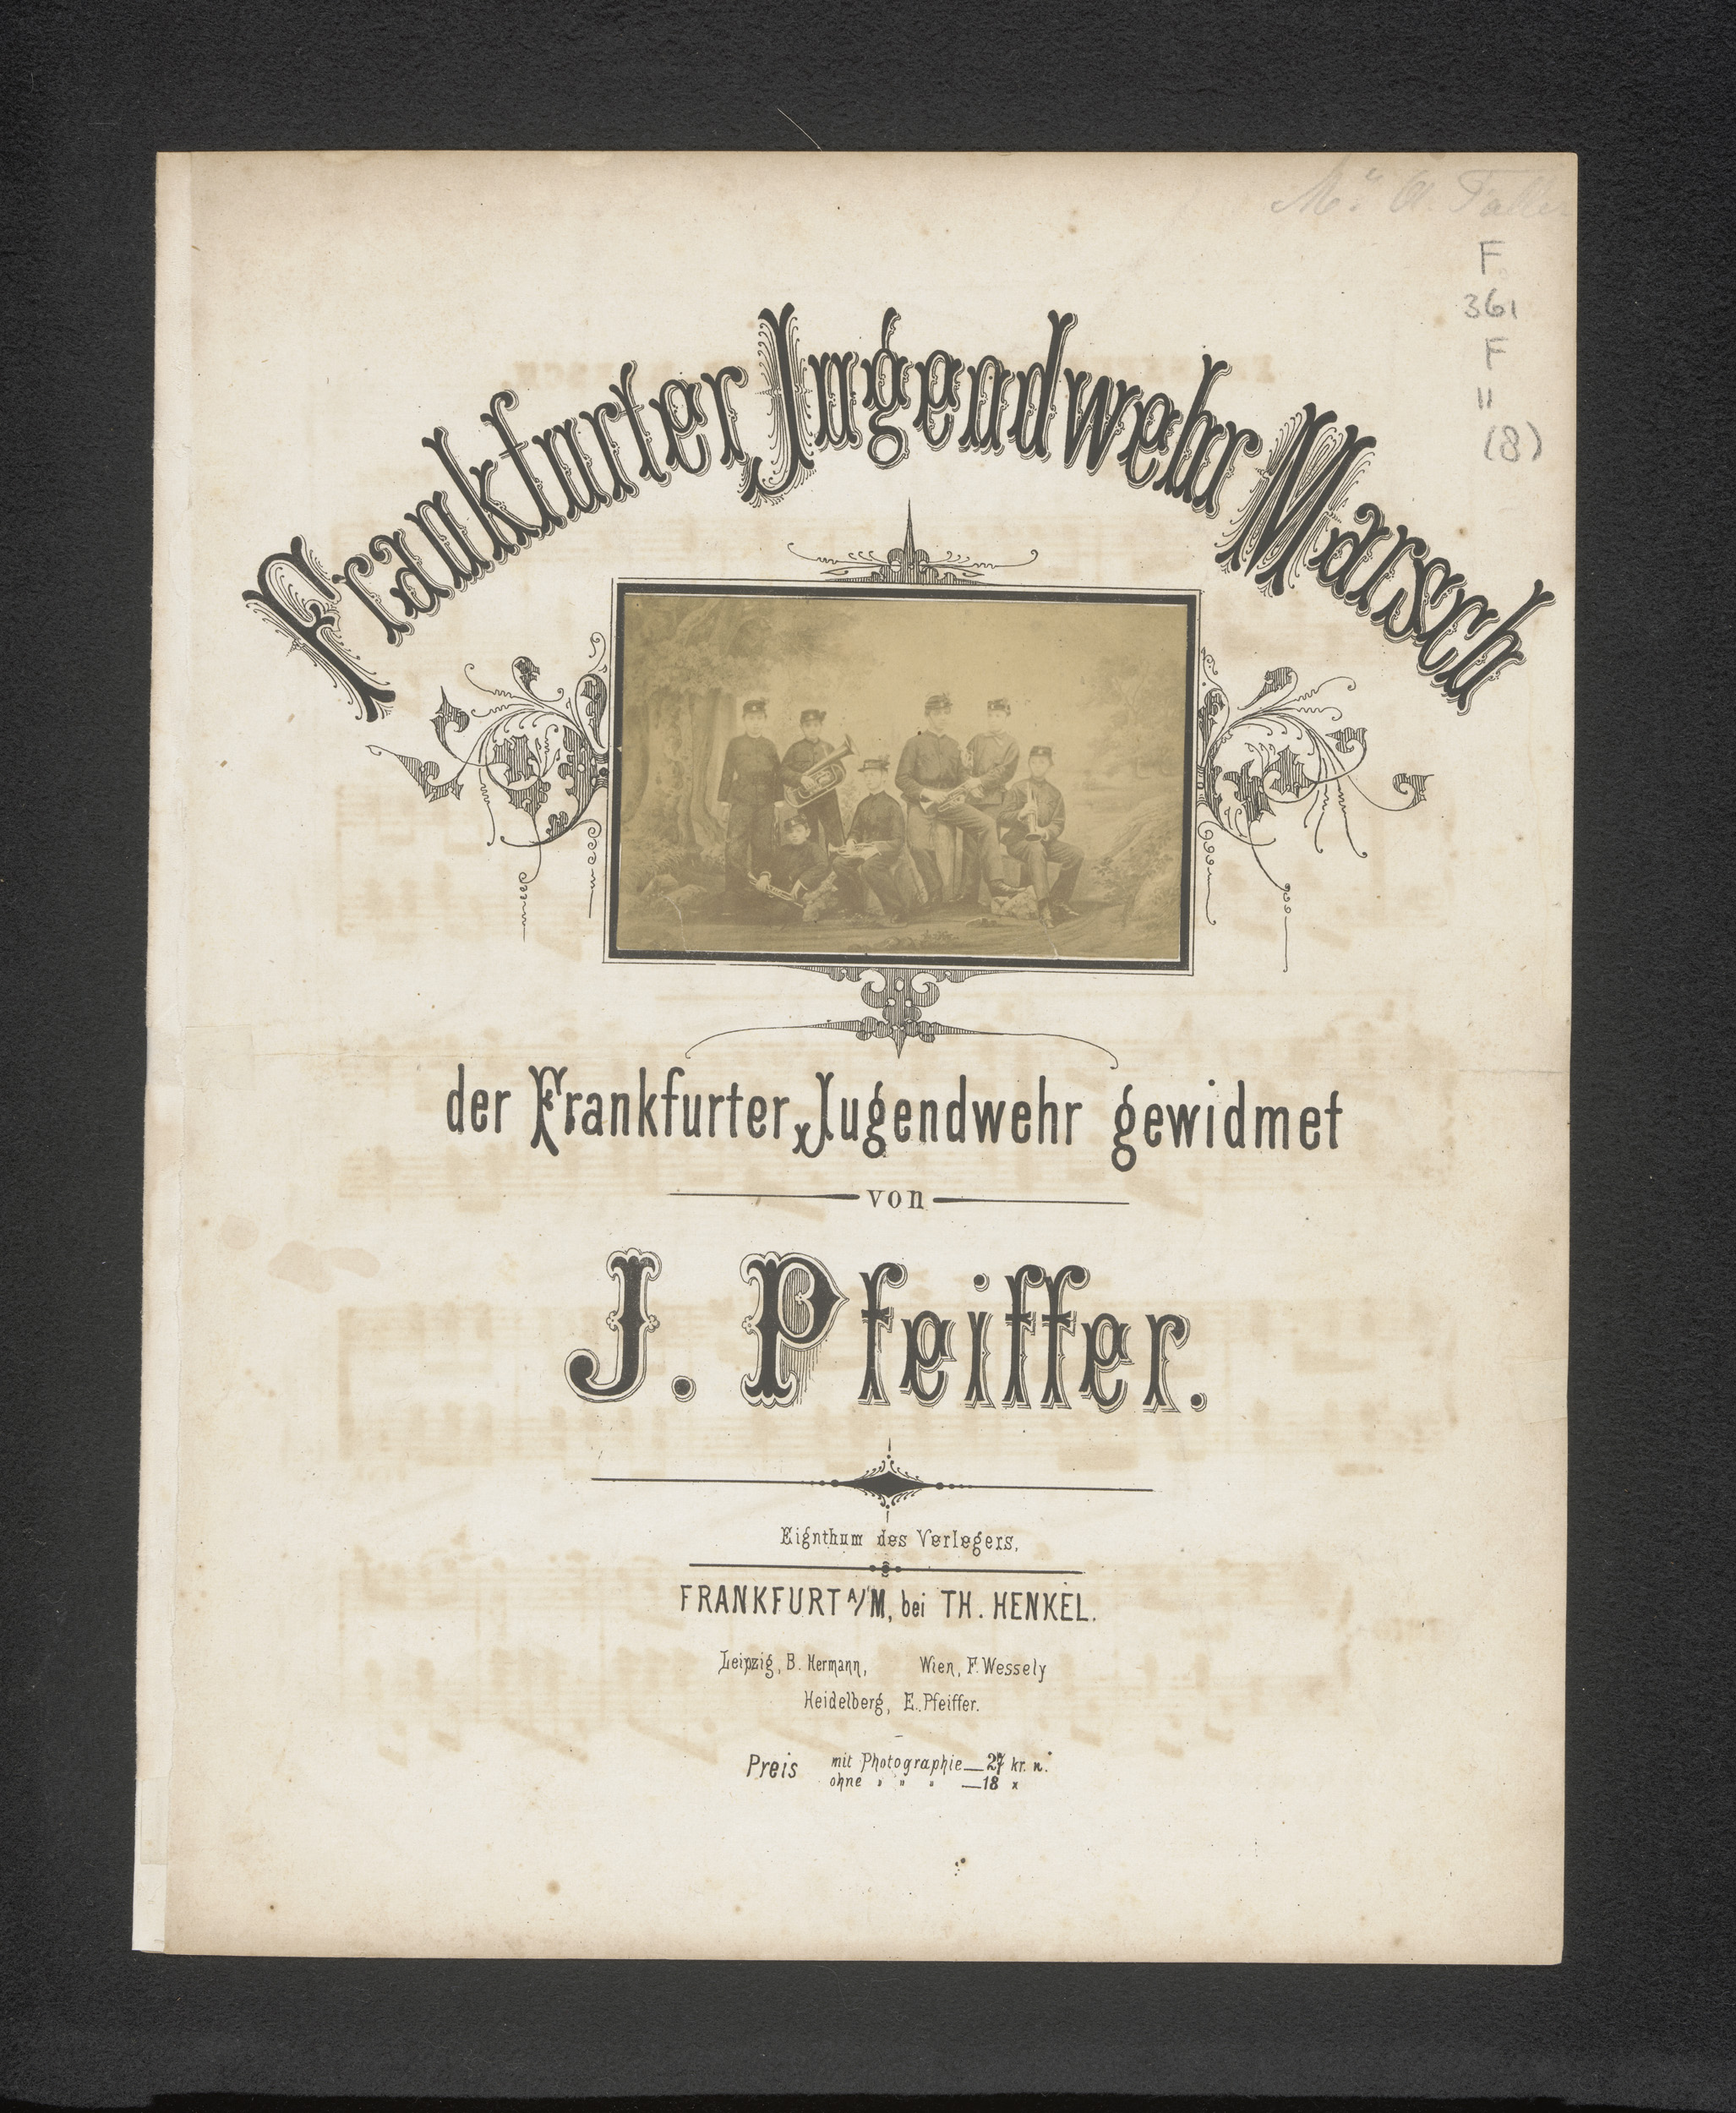 F
361
F
11
(8)
Frankfurter Jugendwehr Marsch
der Frankfurter Jugendwehr gewidmet
von
J. Pfeiffer.
Eignthum des Verlegers,
FRANKFURT A/M, bei TH. HENKEL.
Leipzig, B. Hermann, Wien, F. Wessely
Heidelberg, E. Pfeiffer.
Preis mit Photographie 27 kr. n.
ohne " " " 18 "